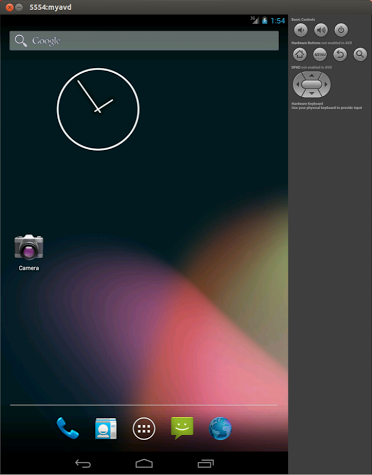 5554:myavd
3G
1:54
Google
Basic Controls
Hardware Buttons not enabled in AVD
MENU
DPAD not enabled in AVD
Hardware Keyboard
Use your physical keyboard to provide input
Camera